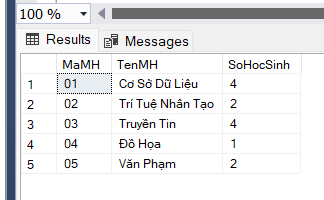 100 %
Results Messages
MaMH TenMH SoHocSinh
1 01 Cơ Sở Dữ Liệu 4
2 02 Trí Tuệ Nhân Tạo 2
3 03 Truyền Tin 4
4 04 Đồ Họa 1
5 05 Văn Phạm 2